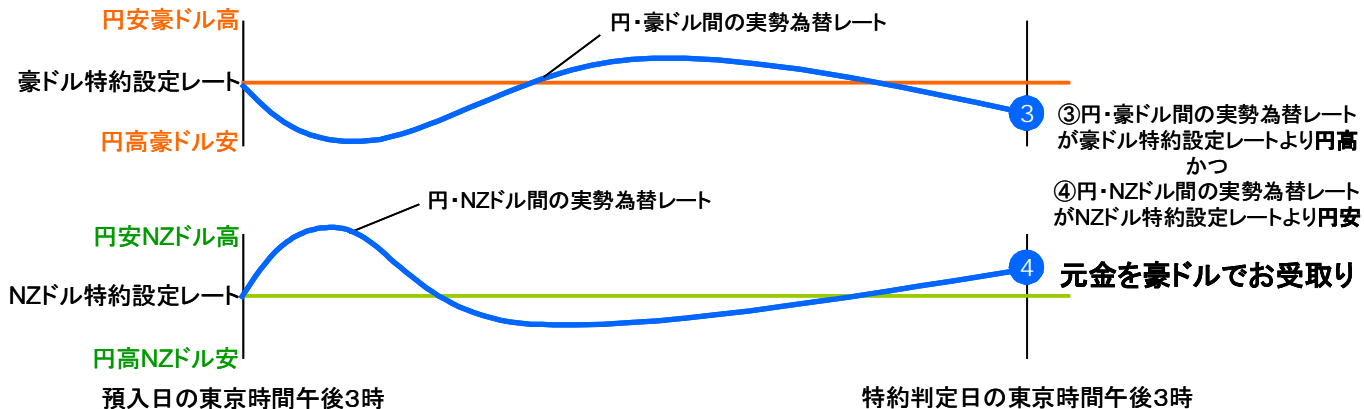 円安豪ドル高
円・豪ドル間の実勢為替レート
豪ドル特約設定レート
円高豪ドル安
3
③円・豪ドル間の実勢為替レート
が豪ドル特約設定レートより円高
かつ
④円・NZドル間の実勢為替レート
がNZドル特約設定レートより円安
円・NZドル間の実勢為替レート
円安NZドル高
4
元金を豪ドルでお受取り
NZドル特約設定レート
円高NZドル安
預入日の東京時間午後3時
特約判定日の東京時間午後3時